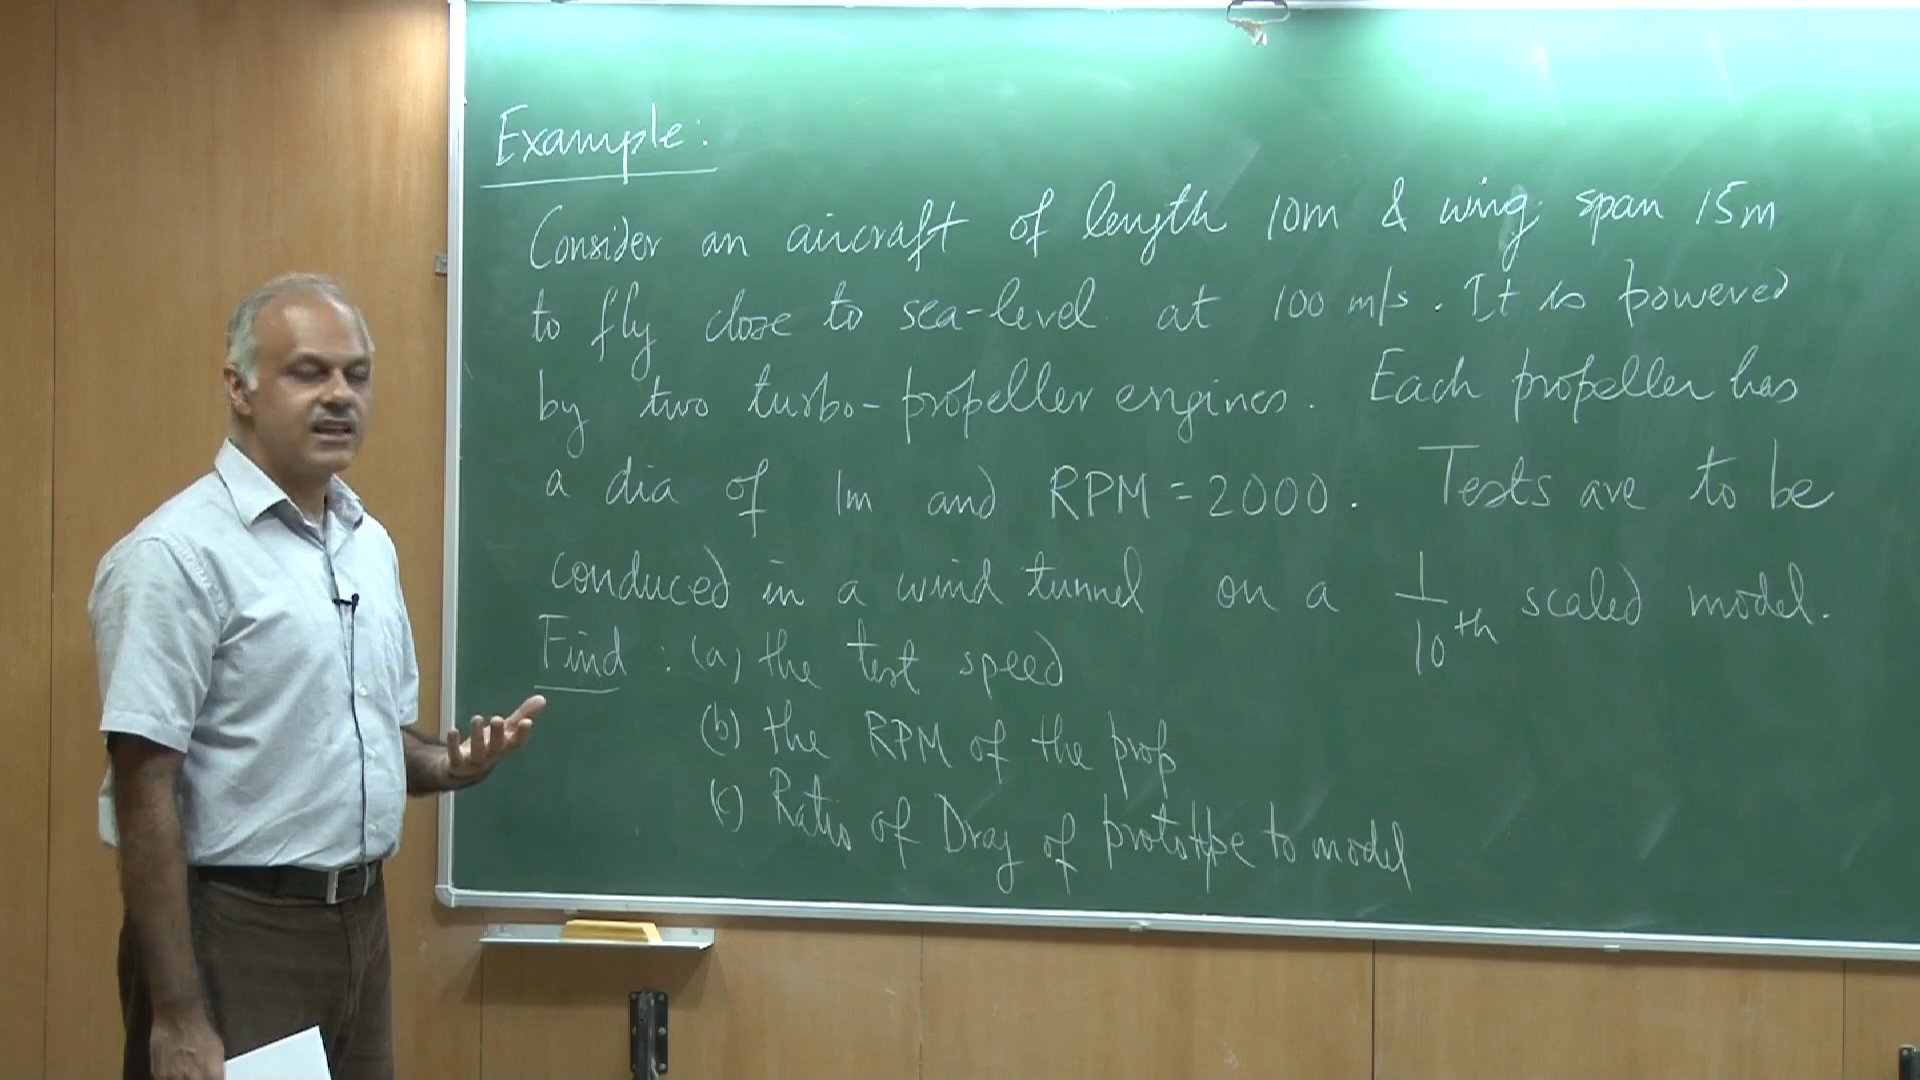 Example:
Consider an aircraft of length 10m & wing span 15m
to fly close to sea-level at 100 m/s. It is powered
by two turbo-propeller engines. Each propeller has
a dia of 1m and RPM = 2000. Tests are to be
conduced in a wind tunnel on a 1/10th scaled model.
Find : (a) the test speed
(b) the RPM of the prop
(c) Ratio of Drag of prototype to model